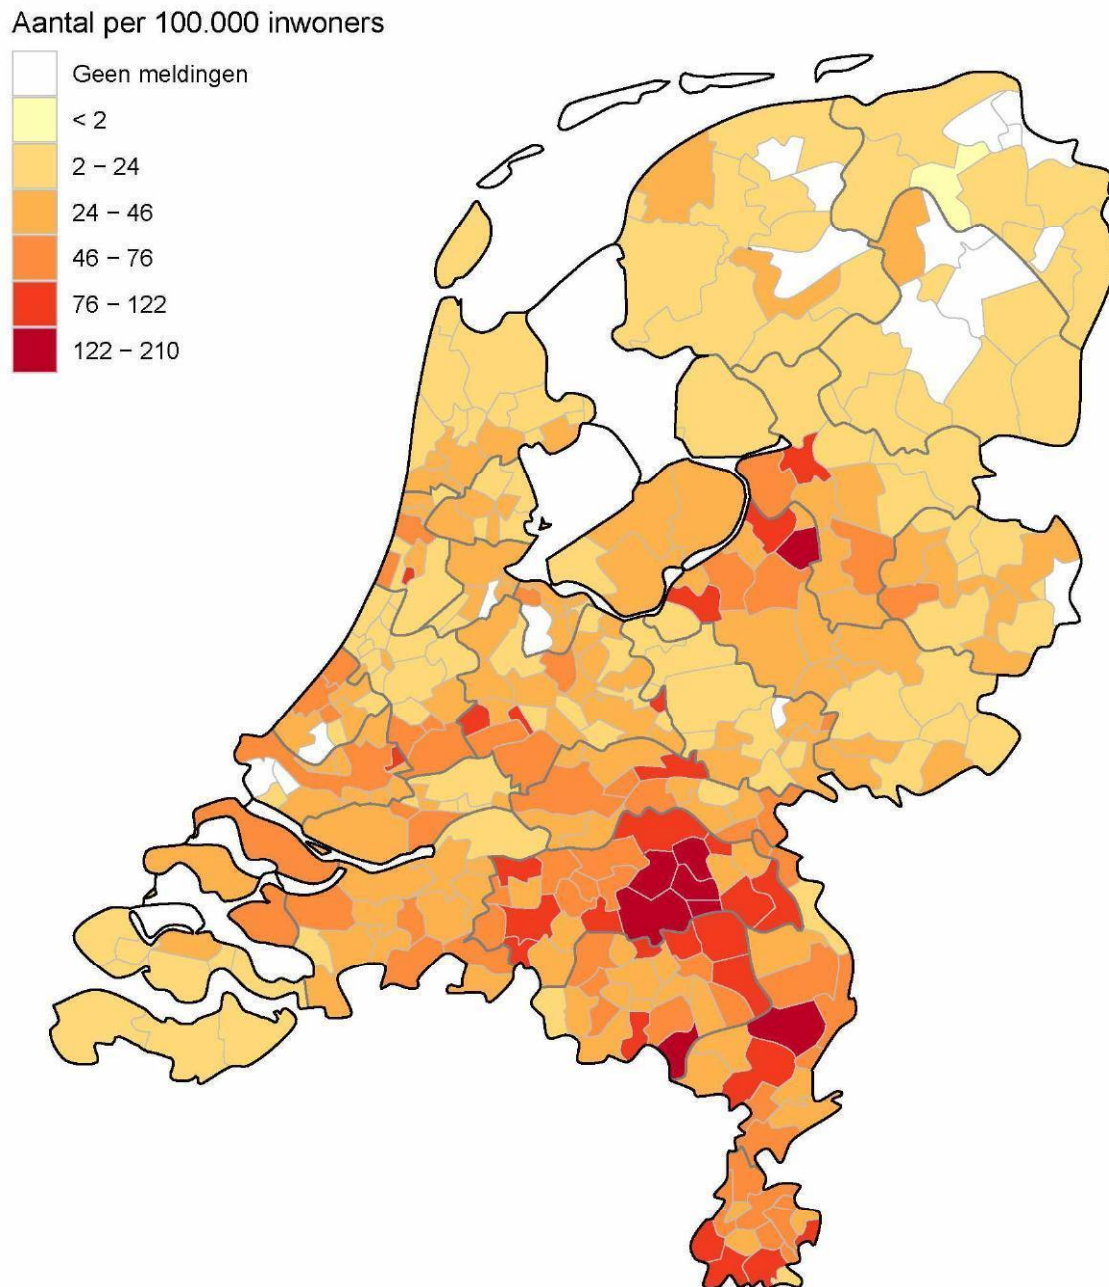 Aantal per 100.000 inwoners
Geen meldingen
< 2
2 − 24
24 − 46
46 − 76
76 − 122
122 − 210